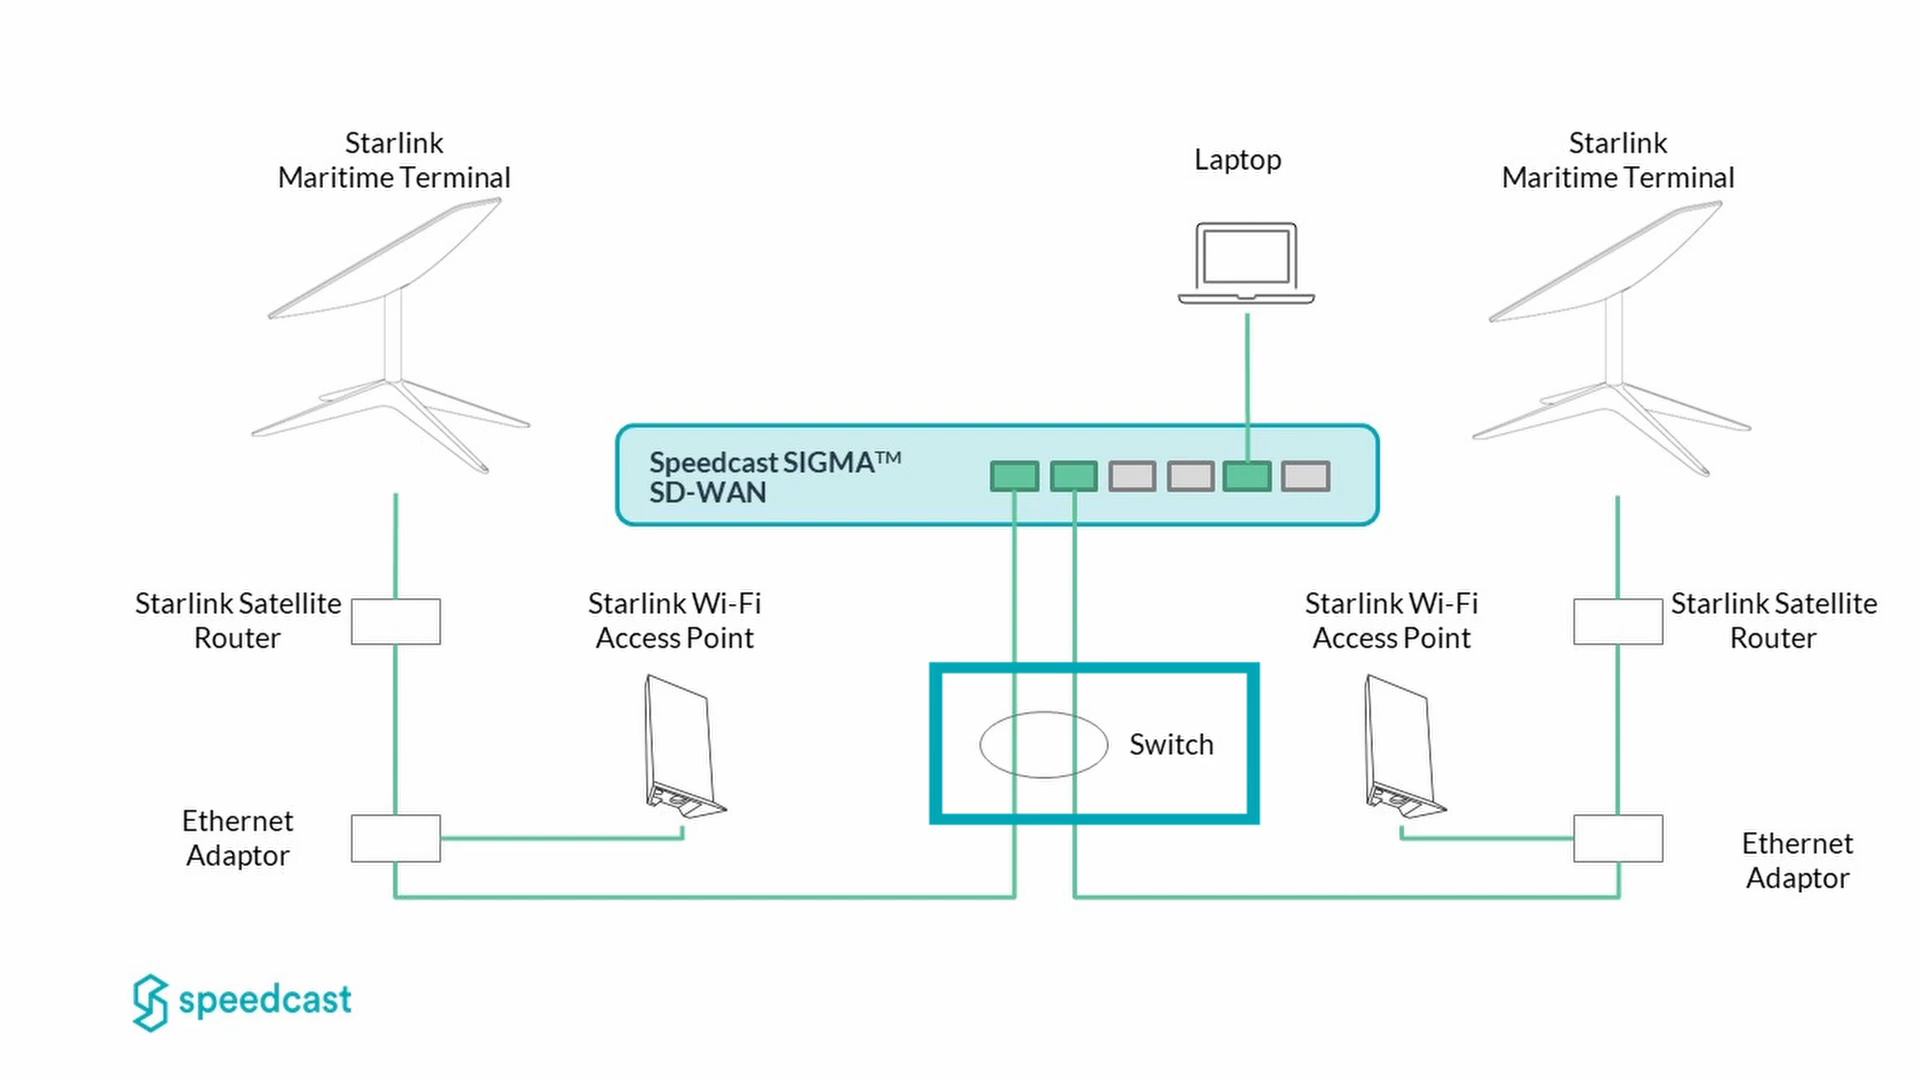 Starlink
Maritime Terminal
Laptop
Starlink
Maritime Terminal
Speedcast SIGMA™
SD-WAN
Starlink Satellite
Router
Starlink Wi-Fi
Access Point
Starlink Wi-Fi
Access Point
Starlink Satellite
Router
Switch
Ethernet
Adaptor
Ethernet
Adaptor
speedcast